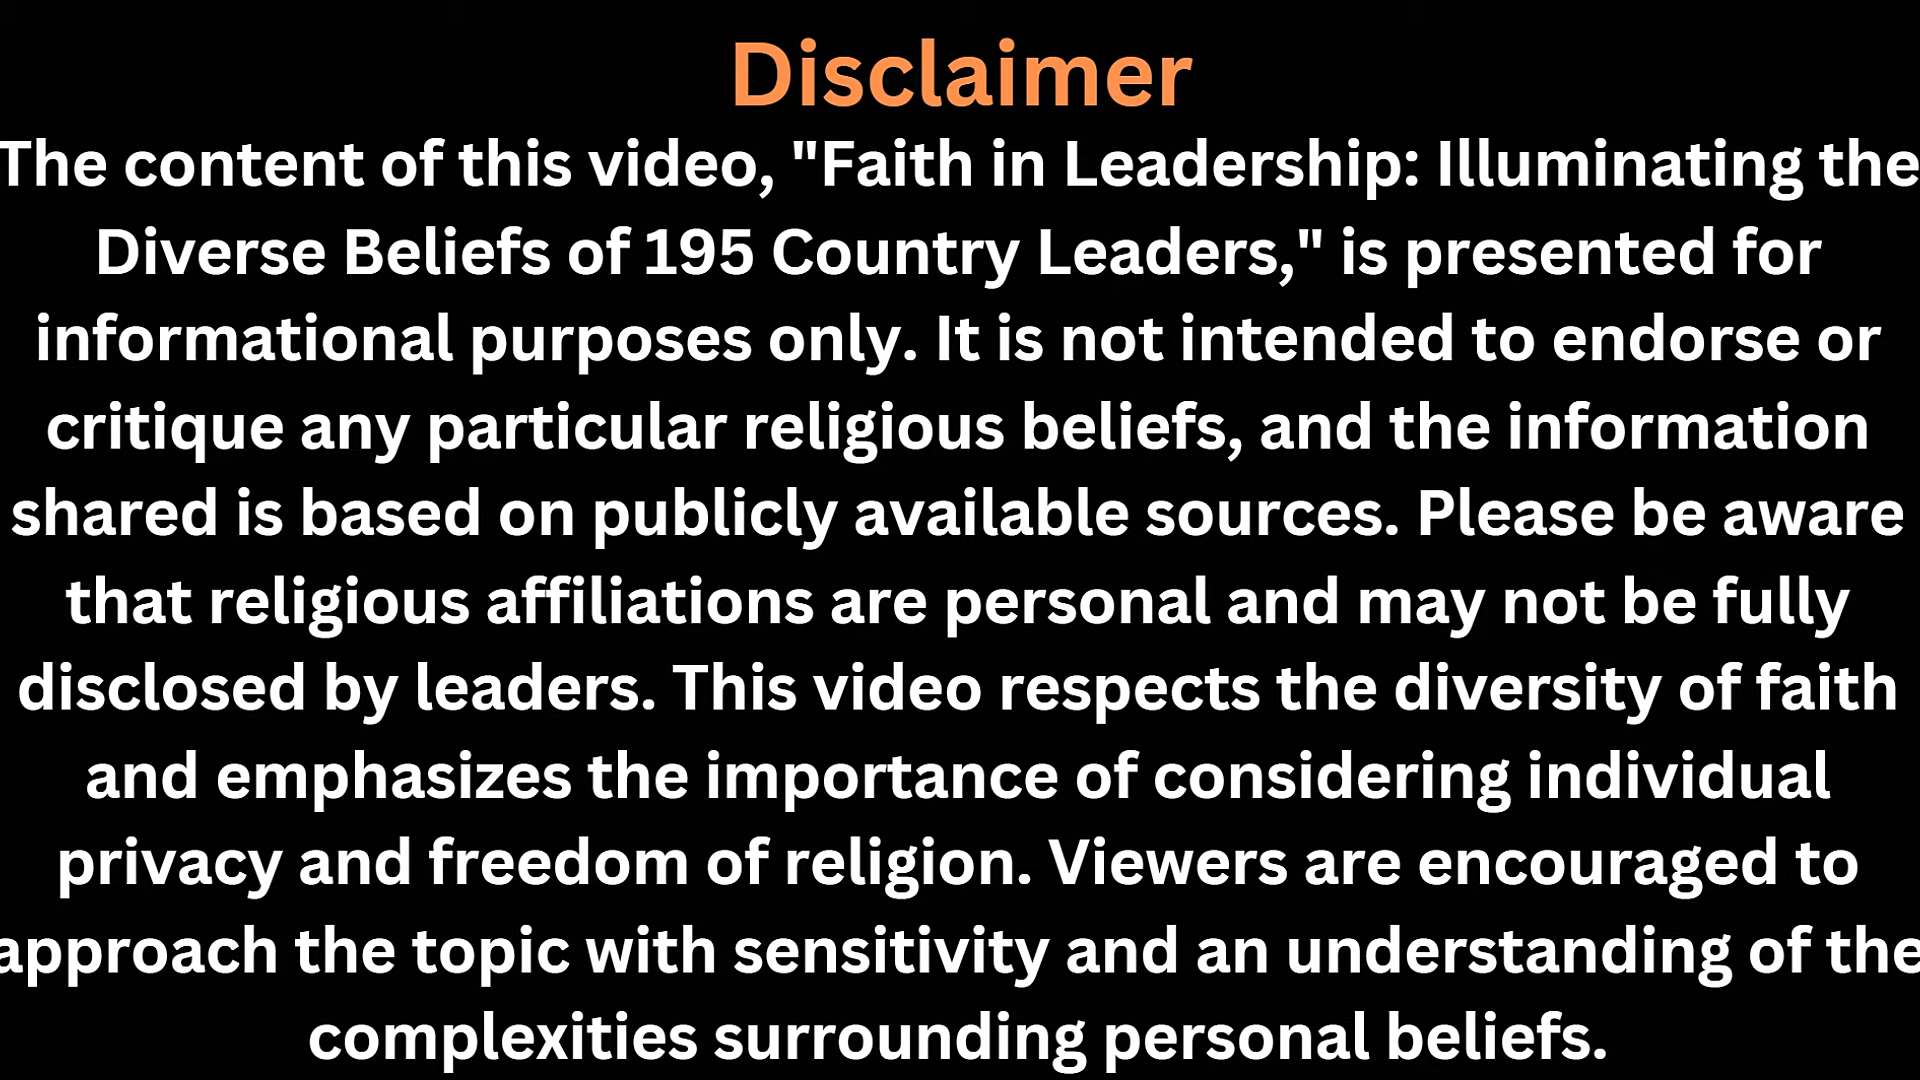 Disclaimer
The content of this video, "Faith in Leadership: Illuminating the
Diverse Beliefs of 195 Country Leaders," is presented for
informational purposes only. It is not intended to endorse or
critique any particular religious beliefs, and the information
shared is based on publicly available sources. Please be aware
that religious affiliations are personal and may not be fully
disclosed by leaders. This video respects the diversity of faith
and emphasizes the importance of considering individual
privacy and freedom of religion. Viewers are encouraged to
approach the topic with sensitivity and an understanding of the
complexities surrounding personal beliefs.